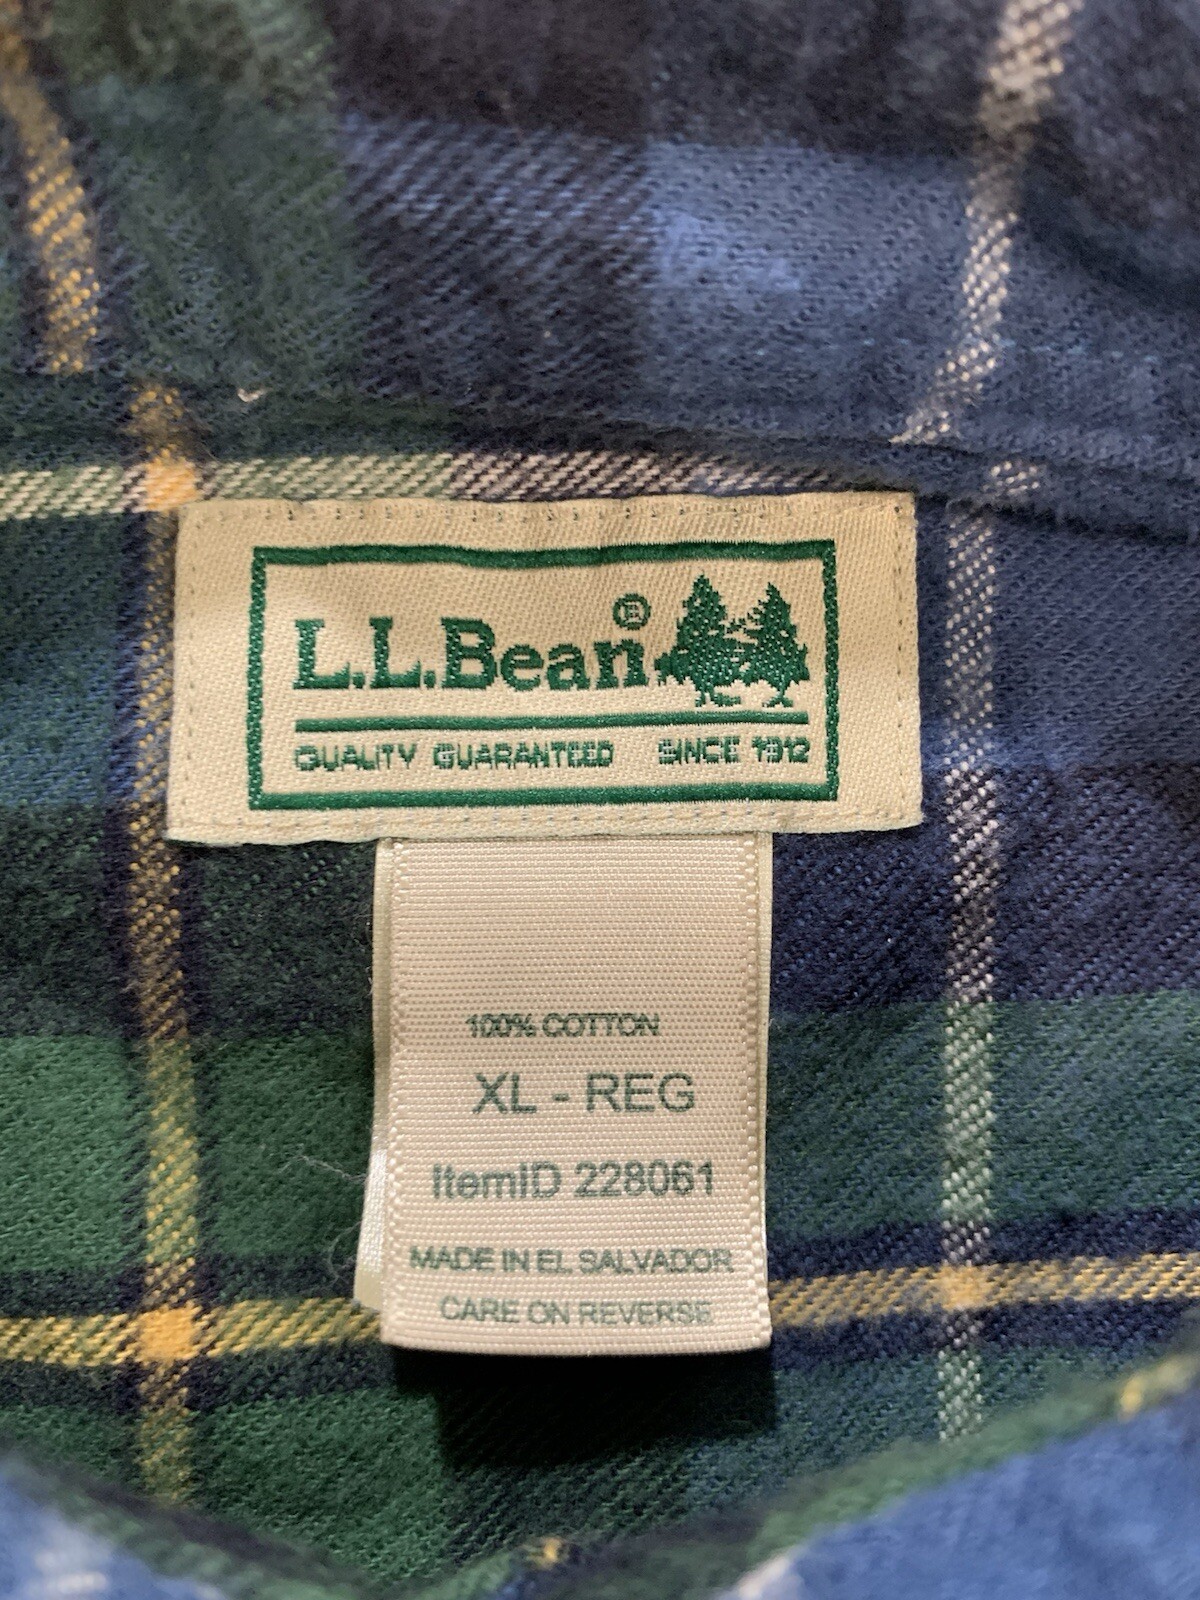 L.L.Bean®
QUALITY GUARANTEED SINCE 1912
100% COTTON
XL - REG
ItemID 228061
MADE IN EL SALVADOR
CARE ON REVERSE